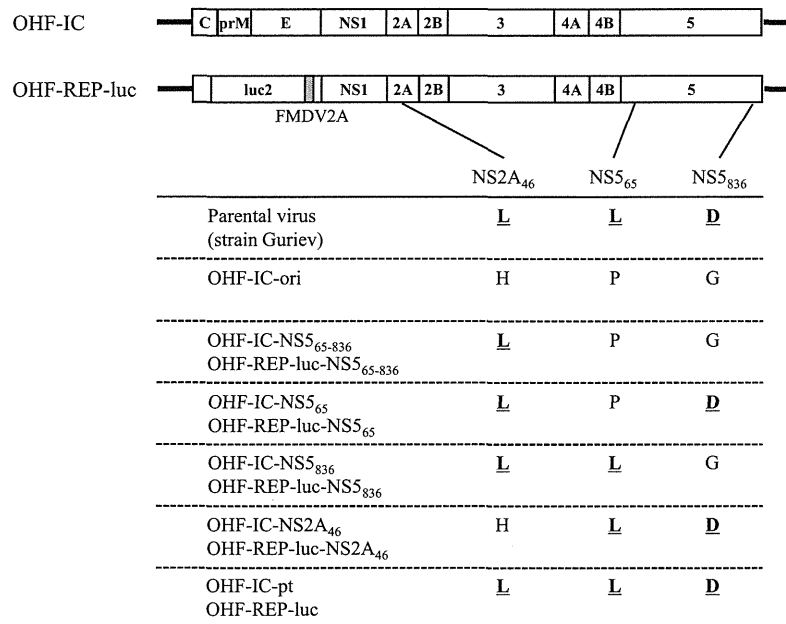 OHF-IC C prM E NS1 2A 2B 3 4A 4B 5
OHF-REP-luc luc2 NS1 2A 2B 3 4A 4B 5
FMDV2A
NS2A46 NS565 NS5836
Parental virus L L D
(strain Guriev)
OHF-IC-ori H P G
OHF-IC-NS565-836 L P G
OHF-REP-luc-NS565-836
OHF-IC-NS565 L P D
OHF-REP-luc-NS565
OHF-IC-NS5836 L L G
OHF-REP-luc-NS5836
OHF-IC-NS2A46 H L D
OHF-REP-luc-NS2A46
OHF-IC-pt L L D
OHF-REP-luc